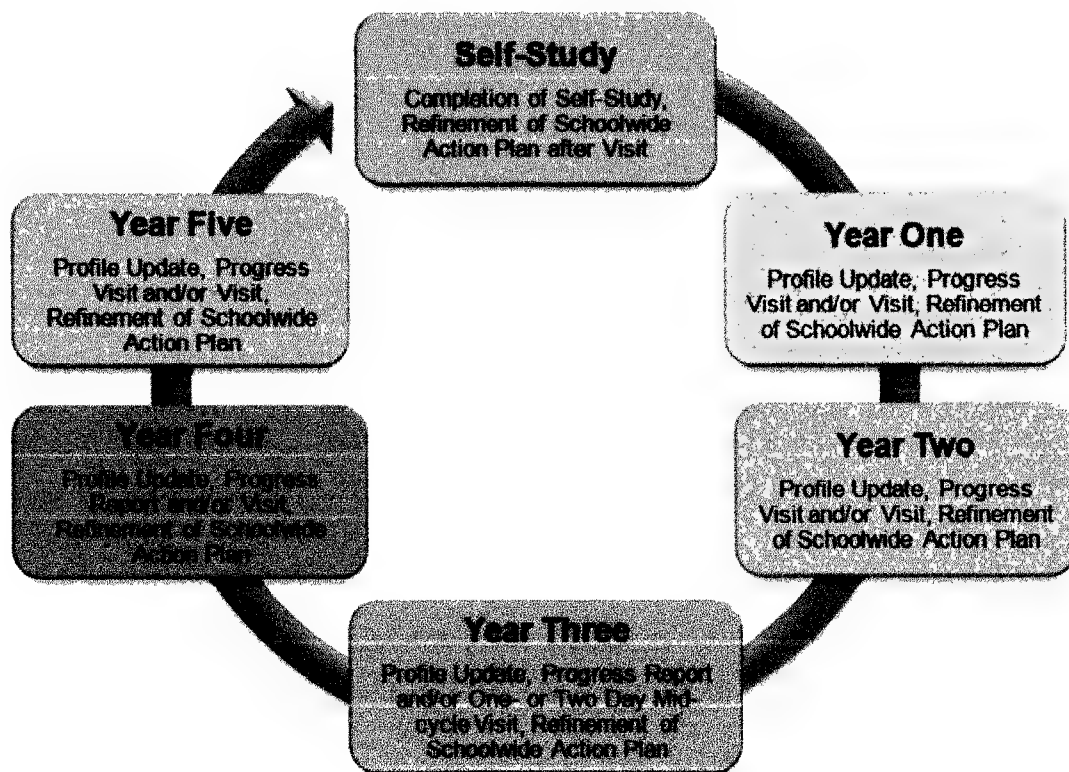 Self-Study
Completion of Self-Study,
Refinement of Schoolwide
Action Plan after Visit
Year One
Profile Update, Progress
Visit and/or Visit, Refinement
of Schoolwide Action Plan
Year Two
Profile Update, Progress
Visit and/or Visit, Refinement
of Schoolwide Action Plan
Year Three
Profile Update, Progress Report
and/or One- or Two Day Mid-
cycle Visit, Refinement of
Schoolwide Action Plan
Year Four
Profile Update, Progress
Report and/or Visit,
Refinement of Schoolwide
Action Plan
Year Five
Profile Update, Progress
Visit and/or Visit,
Refinement of Schoolwide
Action Plan